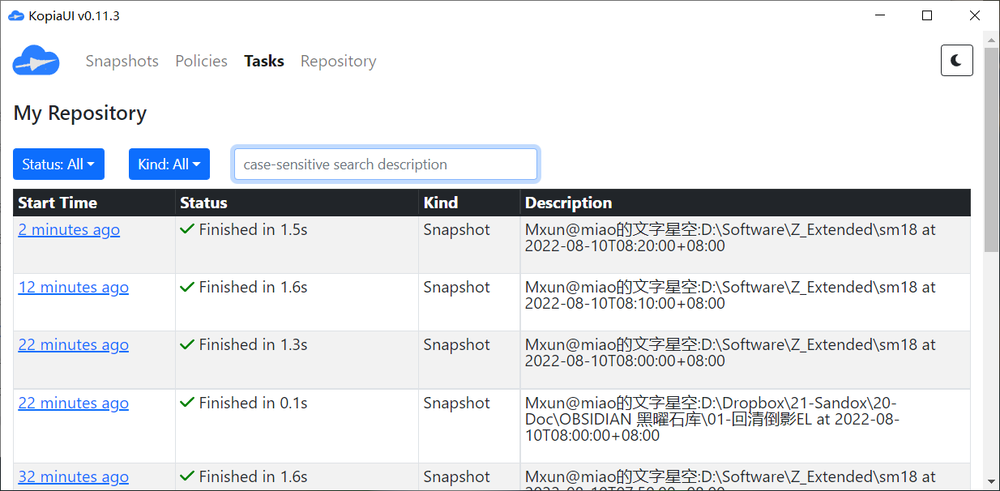 KopiaUI v0.11.3
Snapshots Policies Tasks Repository
My Repository
Status: All Kind: All case-sensitive search description
Start Time Status Kind Description
2 minutes ago Finished in 1.5s Snapshot Mxun@miao的文字星空:D:\Software\Z_Extended\sm18 at
2022-08-10T08:20:00+08:00
12 minutes ago Finished in 1.6s Snapshot Mxun@miao的文字星空:D:\Software\Z_Extended\sm18 at
2022-08-10T08:10:00+08:00
22 minutes ago Finished in 1.3s Snapshot Mxun@miao的文字星空:D:\Software\Z_Extended\sm18 at
2022-08-10T08:00:00+08:00
22 minutes ago Finished in 0.1s Snapshot Mxun@miao的文字星空:D:\Dropbox\21-Sandox\20-
Doc\OBSIDIAN 黑曜石库\01-回清倒影EL at 2022-08-
10T08:00:00+08:00
32 minutes ago Finished in 1.6s Snapshot Mxun@miao的文字星空:D:\Software\Z_Extended\sm18 at
2022-08-10T07:50:00+08:00